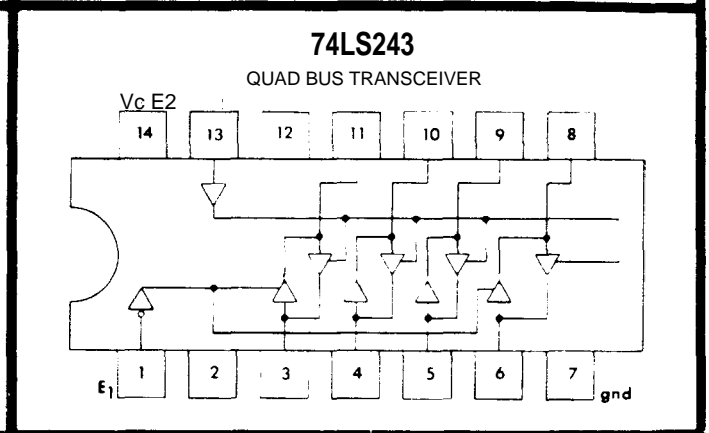 74LS243
QUAD BUS TRANSCEIVER
Vc E2
14 13 12 11 10 9 8
1 2 3 4 5 6 7
E1 gnd